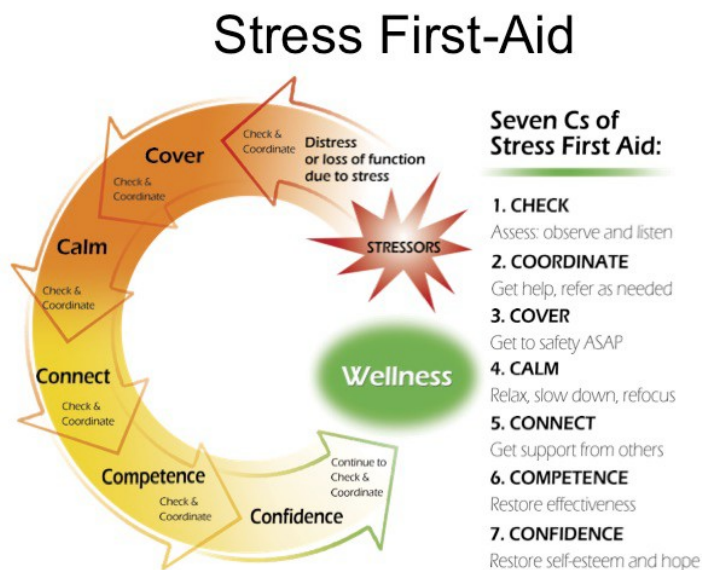 Stress First-Aid
Check &
Coordinate
Distress
or loss of function
due to stress
STRESSORS
Cover
Check &
Coordinate
Calm
Check &
Coordinate
Connect
Check &
Coordinate
Competence
Check &
Coordinate
Confidence
Continue to
Check &
Coordinate
Wellness
Seven Cs of
Stress First Aid:
1. CHECK
Assess: observe and listen
2. COORDINATE
Get help, refer as needed
3. COVER
Get to safety ASAP
4. CALM
Relax, slow down, refocus
5. CONNECT
Get support from others
6. COMPETENCE
Restore effectiveness
7. CONFIDENCE
Restore self-esteem and hope